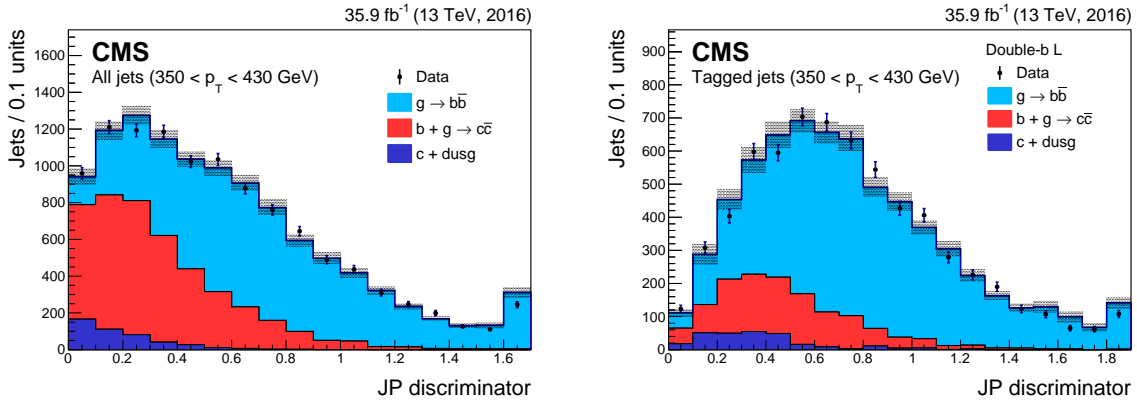 35.9 fb⁻¹ (13 TeV, 2016)
CMS
All jets (350 < p_T < 430 GeV)
Data
g → bb̄
b + g → cc̄
c + dusg
Jets / 0.1 units
1600
1400
1200
1000
800
600
400
200
0
0 0.2 0.4 0.6 0.8 1 1.2 1.4 1.6
JP discriminator
35.9 fb⁻¹ (13 TeV, 2016)
CMS
Double-b L
Tagged jets (350 < p_T < 430 GeV)
Data
g → bb̄
b + g → cc̄
c + dusg
Jets / 0.1 units
900
800
700
600
500
400
300
200
100
0
0 0.2 0.4 0.6 0.8 1 1.2 1.4 1.6 1.8
JP discriminator